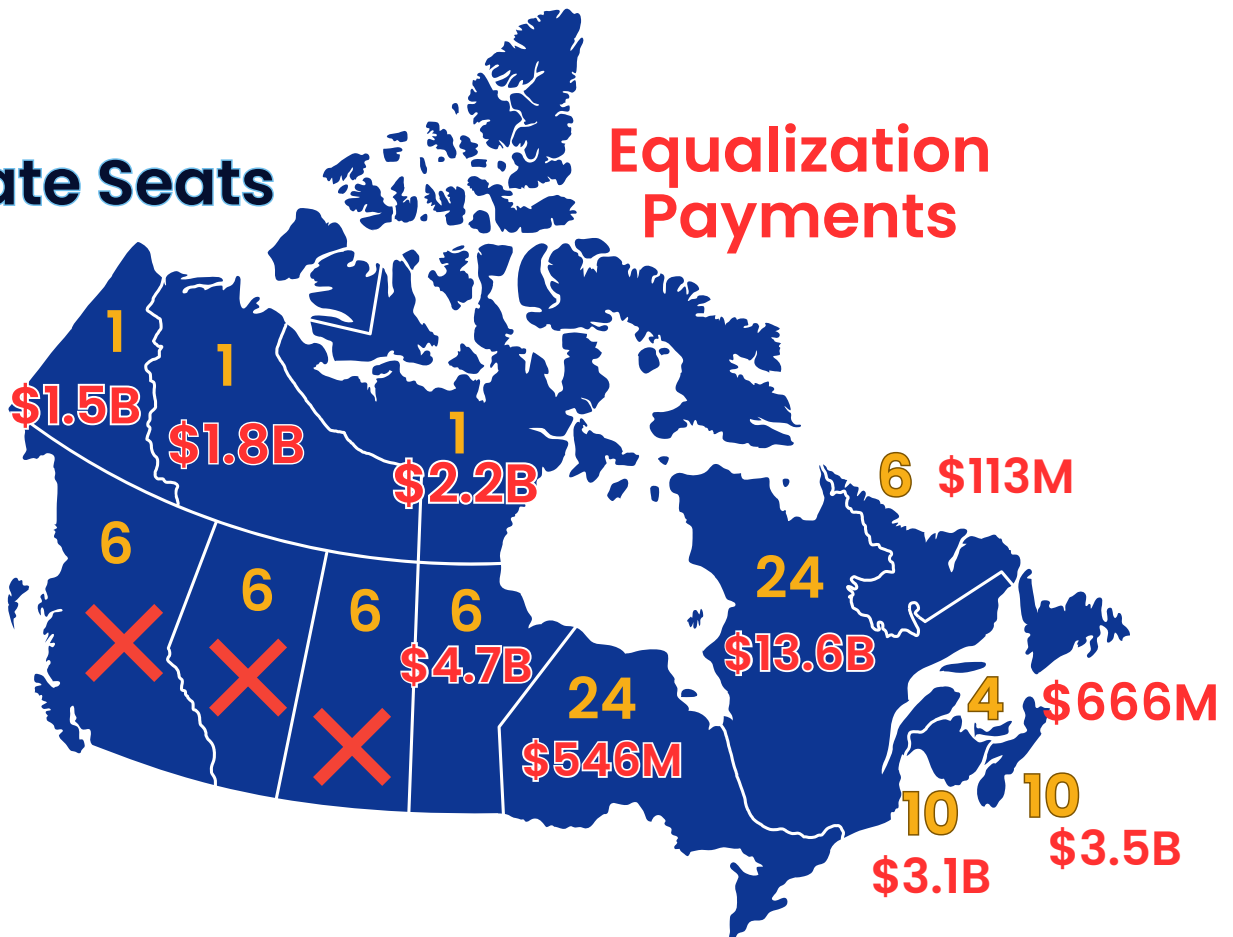 ate Seats
Equalization
Payments
1
$1.5B
1
$1.8B
1
$2.2B
6
$113M
6
6
6
6
$4.7B
24
$546M
24
$13.6B
4
$666M
10
$3.1B
10
$3.5B